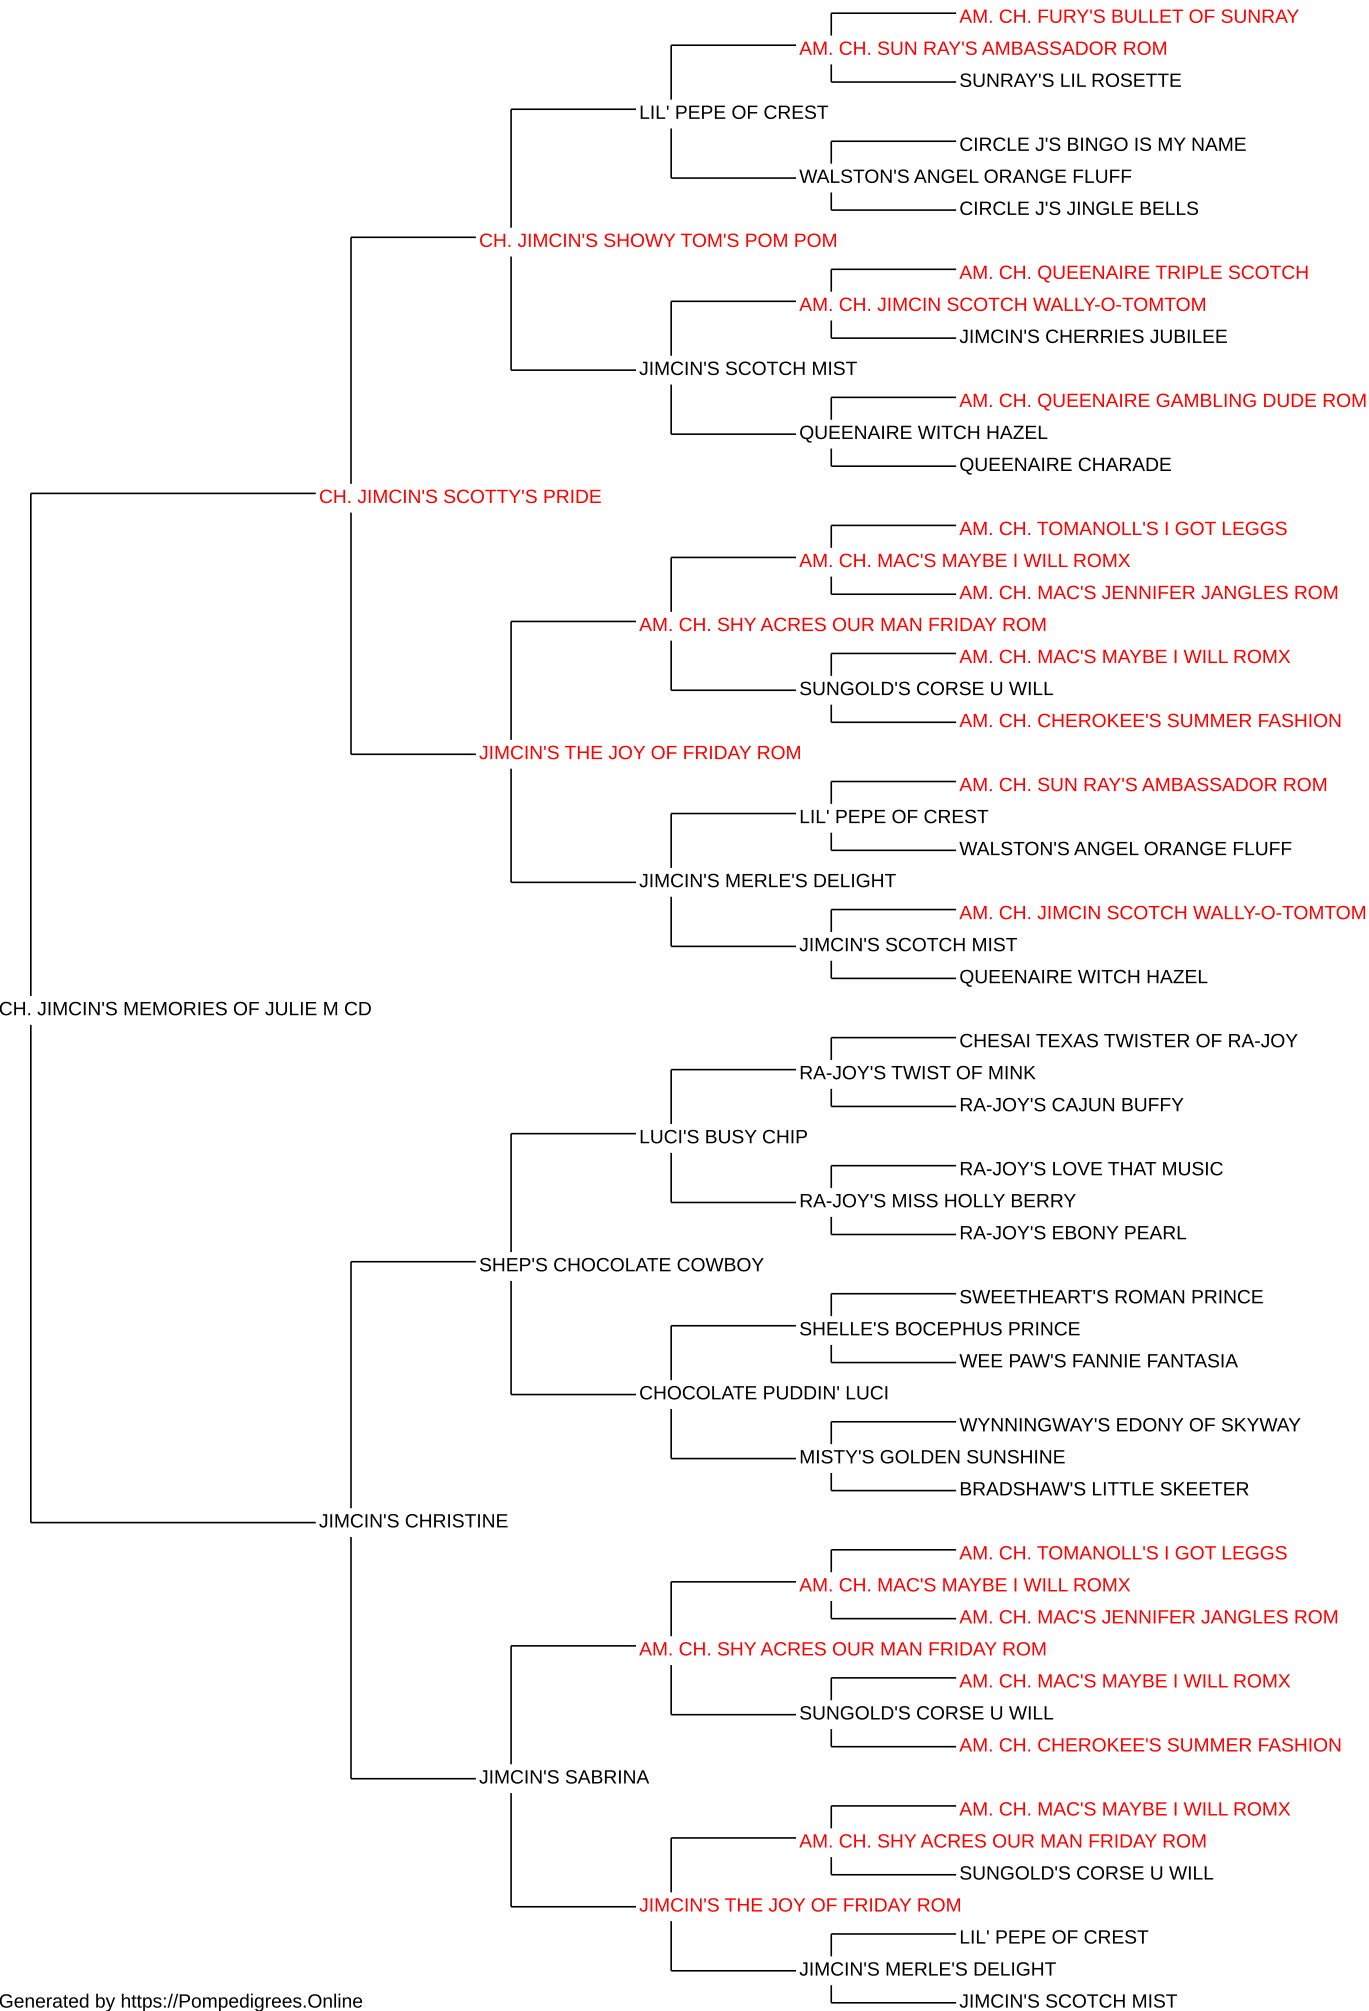 AM. CH. FURY'S BULLET OF SUNRAY
AM. CH. SUN RAY'S AMBASSADOR ROM
SUNRAY'S LIL ROSETTE
LIL' PEPE OF CREST
CIRCLE J'S BINGO IS MY NAME
WALSTON'S ANGEL ORANGE FLUFF
CIRCLE J'S JINGLE BELLS
CH. JIMCIN'S SHOWY TOM'S POM POM
AM. CH. QUEENAIRE TRIPLE SCOTCH
AM. CH. JIMCIN SCOTCH WALLY-O-TOMTOM
JIMCIN'S CHERRIES JUBILEE
JIMCIN'S SCOTCH MIST
AM. CH. QUEENAIRE GAMBLING DUDE ROM
QUEENAIRE WITCH HAZEL
QUEENAIRE CHARADE
CH. JIMCIN'S SCOTTY'S PRIDE
AM. CH. TOMANOLL'S I GOT LEGGS
AM. CH. MAC'S MAYBE I WILL ROMX
AM. CH. MAC'S JENNIFER JANGLES ROM
AM. CH. SHY ACRES OUR MAN FRIDAY ROM
AM. CH. MAC'S MAYBE I WILL ROMX
SUNGOLD'S CORSE U WILL
AM. CH. CHEROKEE'S SUMMER FASHION
JIMCIN'S THE JOY OF FRIDAY ROM
AM. CH. SUN RAY'S AMBASSADOR ROM
LIL' PEPE OF CREST
WALSTON'S ANGEL ORANGE FLUFF
JIMCIN'S MERLE'S DELIGHT
AM. CH. JIMCIN SCOTCH WALLY-O-TOMTOM
JIMCIN'S SCOTCH MIST
QUEENAIRE WITCH HAZEL
CH. JIMCIN'S MEMORIES OF JULIE M CD
CHESAI TEXAS TWISTER OF RA-JOY
RA-JOY'S TWIST OF MINK
RA-JOY'S CAJUN BUFFY
LUCI'S BUSY CHIP
RA-JOY'S LOVE THAT MUSIC
RA-JOY'S MISS HOLLY BERRY
RA-JOY'S EBONY PEARL
SHEP'S CHOCOLATE COWBOY
SWEETHEART'S ROMAN PRINCE
SHELLE'S BOCEPHUS PRINCE
WEE PAW'S FANNIE FANTASIA
CHOCOLATE PUDDIN' LUCI
WYNNINGWAY'S EDONY OF SKYWAY
MISTY'S GOLDEN SUNSHINE
BRADSHAW'S LITTLE SKEETER
JIMCIN'S CHRISTINE
AM. CH. TOMANOLL'S I GOT LEGGS
AM. CH. MAC'S MAYBE I WILL ROMX
AM. CH. MAC'S JENNIFER JANGLES ROM
AM. CH. SHY ACRES OUR MAN FRIDAY ROM
AM. CH. MAC'S MAYBE I WILL ROMX
SUNGOLD'S CORSE U WILL
AM. CH. CHEROKEE'S SUMMER FASHION
JIMCIN'S SABRINA
AM. CH. MAC'S MAYBE I WILL ROMX
AM. CH. SHY ACRES OUR MAN FRIDAY ROM
SUNGOLD'S CORSE U WILL
JIMCIN'S THE JOY OF FRIDAY ROM
LIL' PEPE OF CREST
JIMCIN'S MERLE'S DELIGHT
JIMCIN'S SCOTCH MIST
Generated by https://Pompedigrees.Online